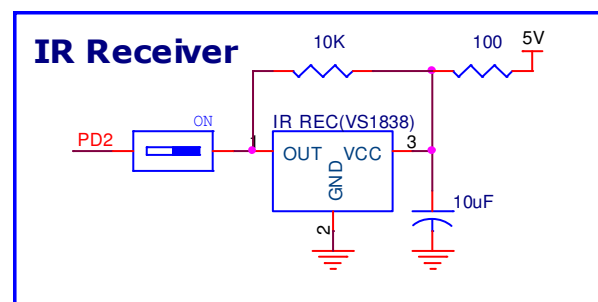 IR Receiver
10K
100
5V
ON
PD2
1
IR REC(VS1838)
OUT VCC
3
GND
2
10uF